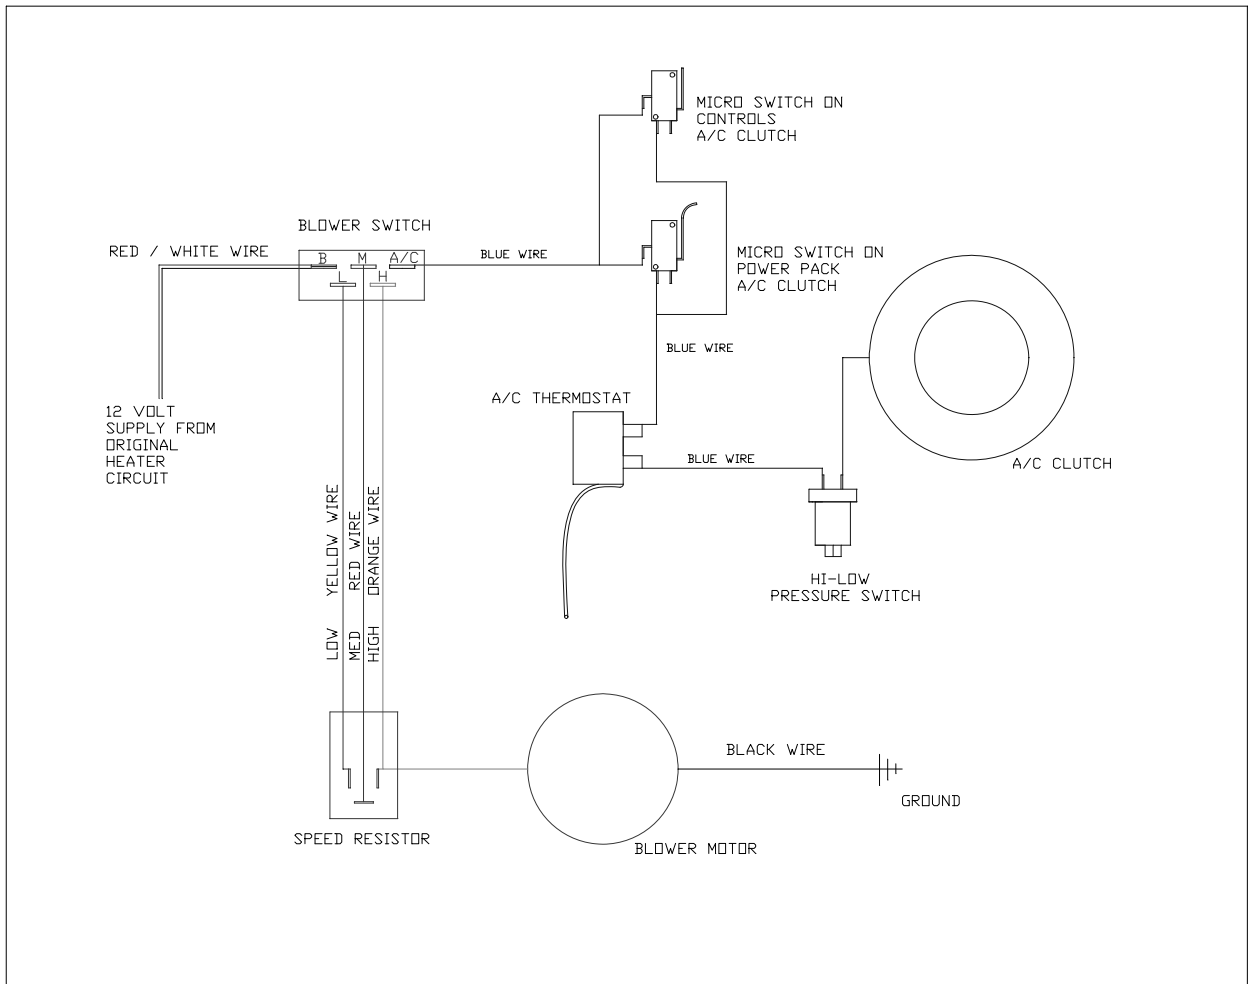 MICRO SWITCH ON
CONTROLS
A/C CLUTCH
BLOWER SWITCH
RED / WHITE WIRE
B M A/C
L H
BLUE WIRE
MICRO SWITCH ON
POWER PACK
A/C CLUTCH
BLUE WIRE
A/C THERMOSTAT
12 VOLT
SUPPLY FROM
ORIGINAL
HEATER
CIRCUIT
BLUE WIRE
A/C CLUTCH
LOW YELLOW WIRE
MED RED WIRE
HIGH ORANGE WIRE
HI-LOW
PRESSURE SWITCH
BLACK WIRE
GROUND
SPEED RESISTOR
BLOWER MOTOR